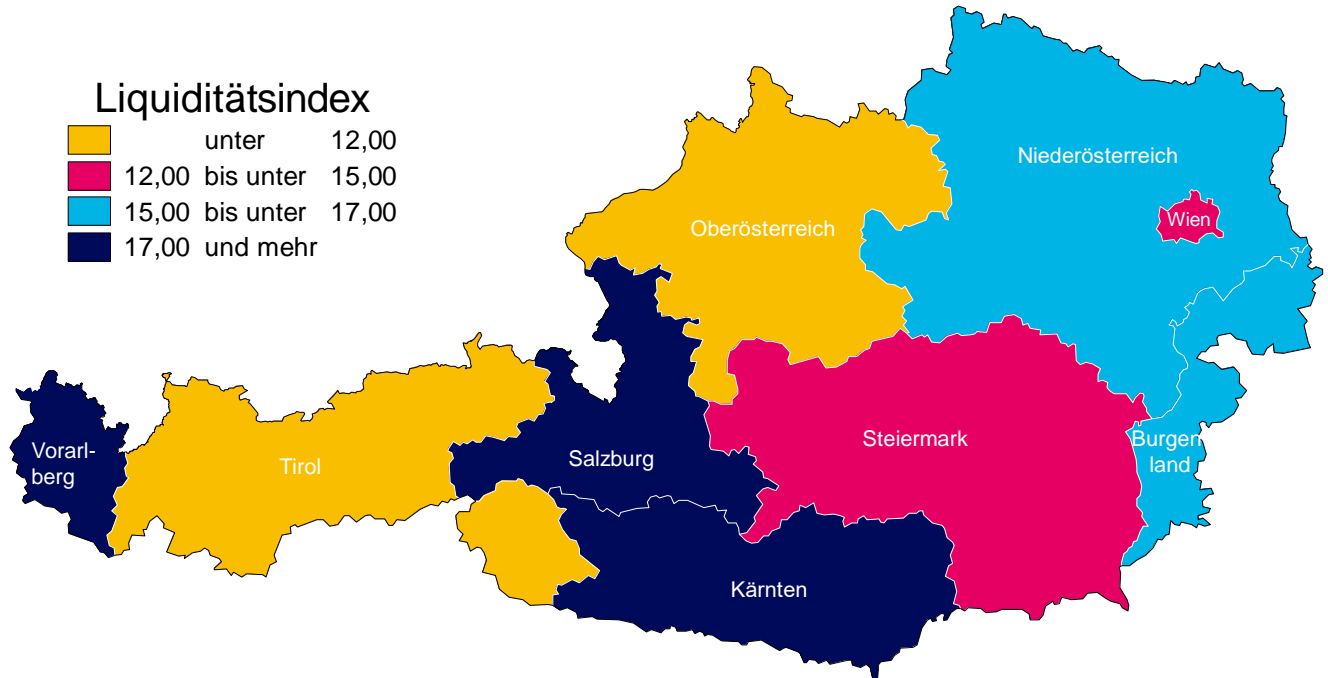 Liquiditätsindex
unter 12,00
12,00 bis unter 15,00
15,00 bis unter 17,00
17,00 und mehr
Niederösterreich
Wien
Oberösterreich
Steiermark
Burgen
land
Salzburg
Vorarl-
berg
Tirol
Kärnten